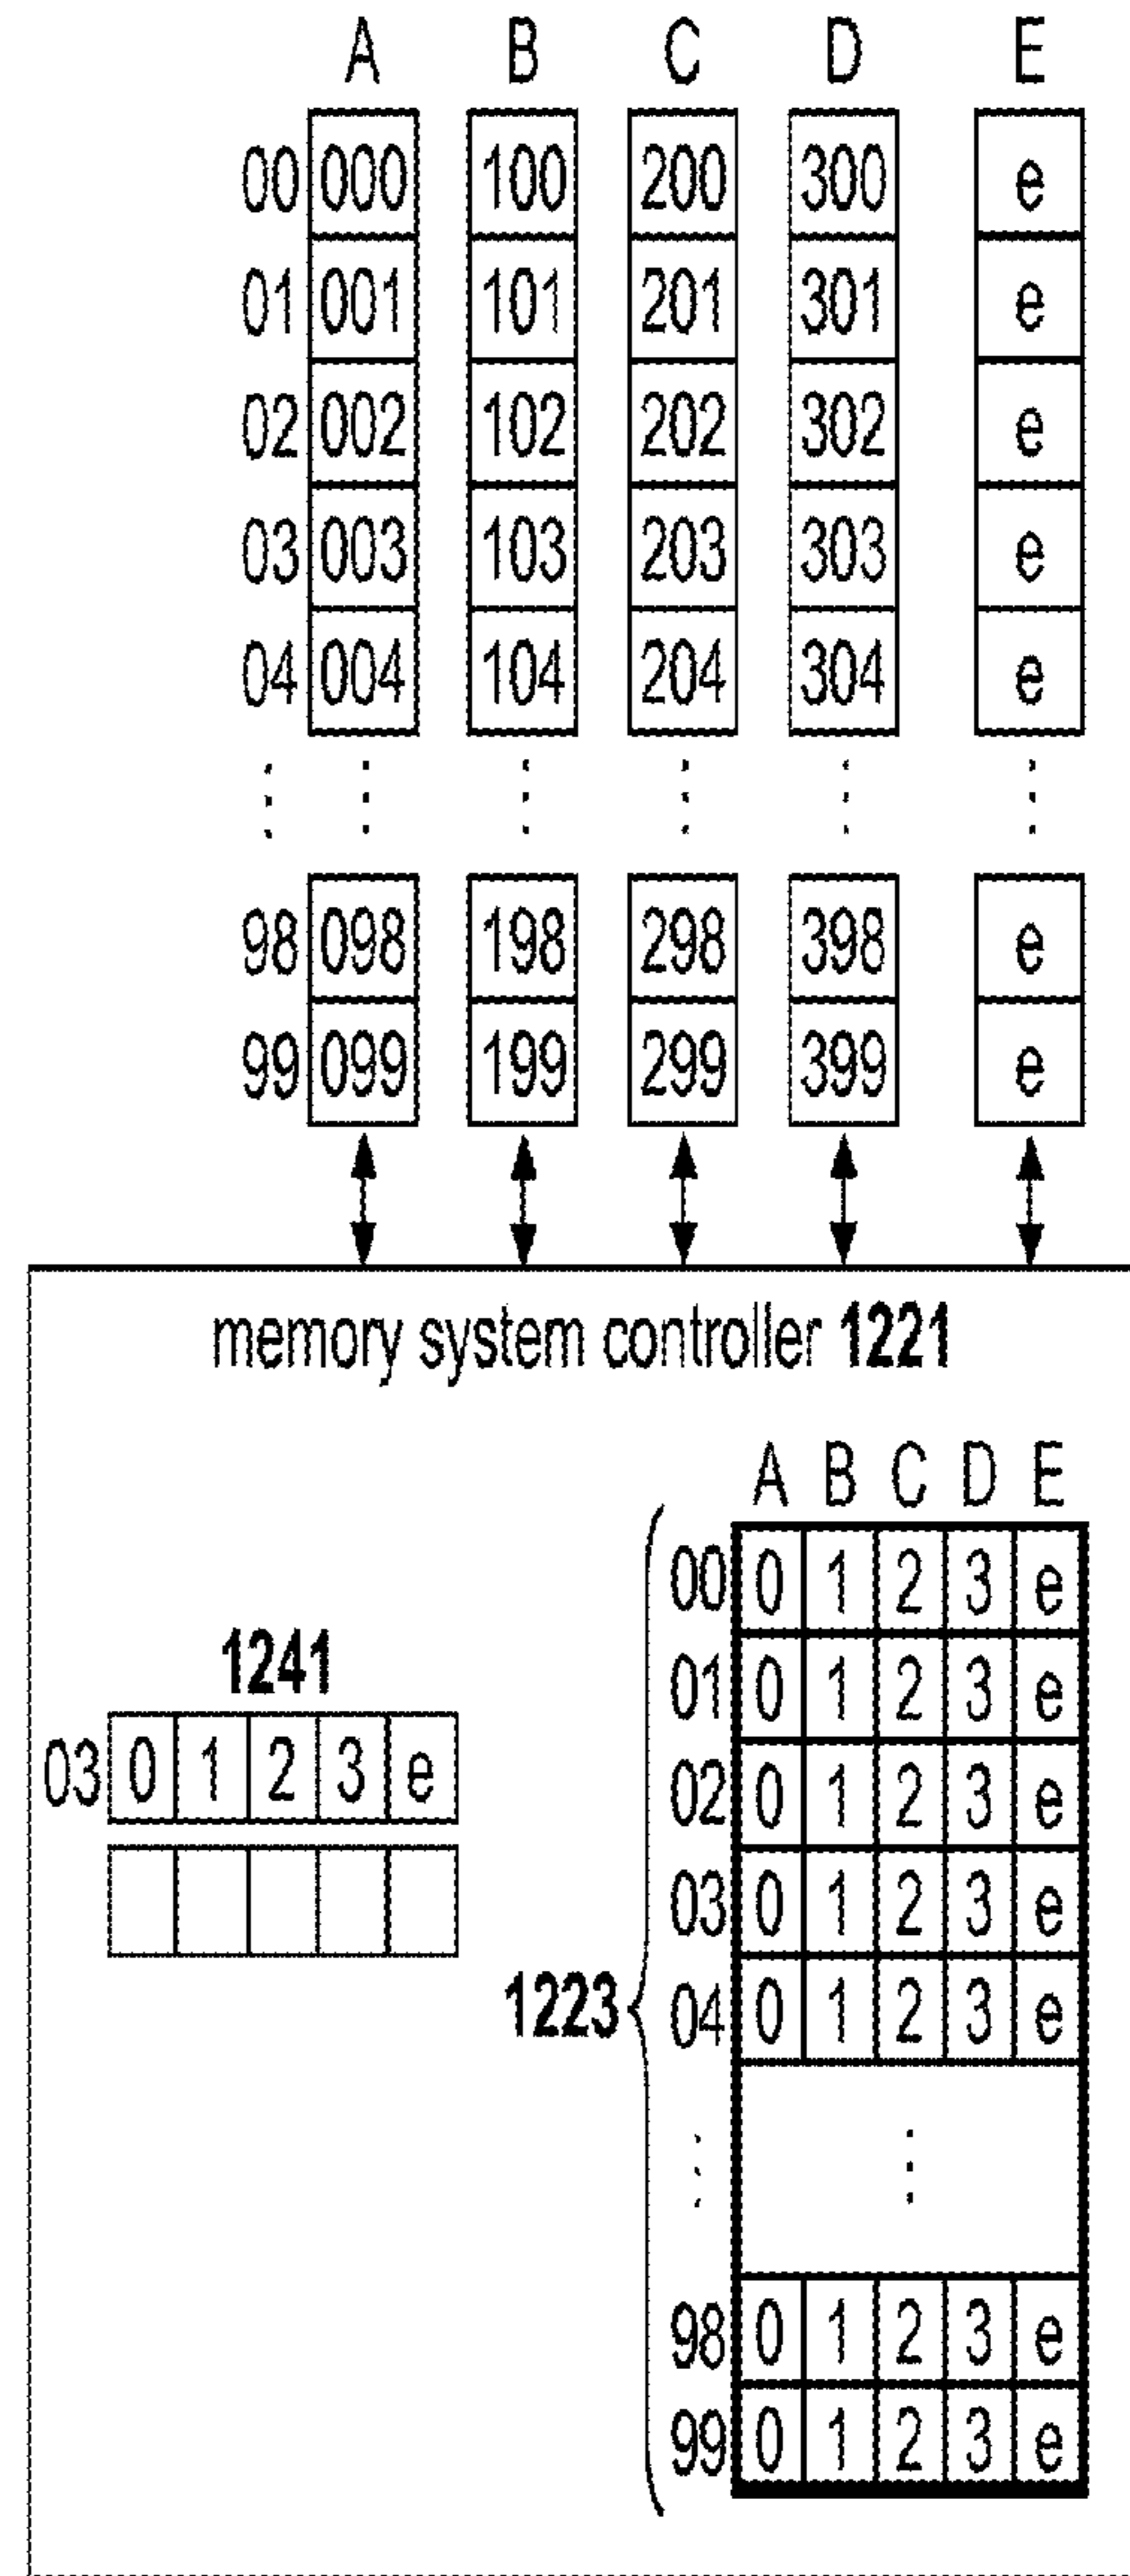 A B C D E
00 000 100 200 300 e
01 001 101 201 301 e
02 002 102 202 302 e
03 003 103 203 303 e
04 004 104 204 304 e
98 098 198 298 398 e
99 099 199 299 399 e
memory system controller 1221
A B C D E
00 0 1 2 3 e
01 0 1 2 3 e
1241
03 0 1 2 3 e
02 0 1 2 3 e
03 0 1 2 3 e
1223
04 0 1 2 3 e
98 0 1 2 3 e
99 0 1 2 3 e